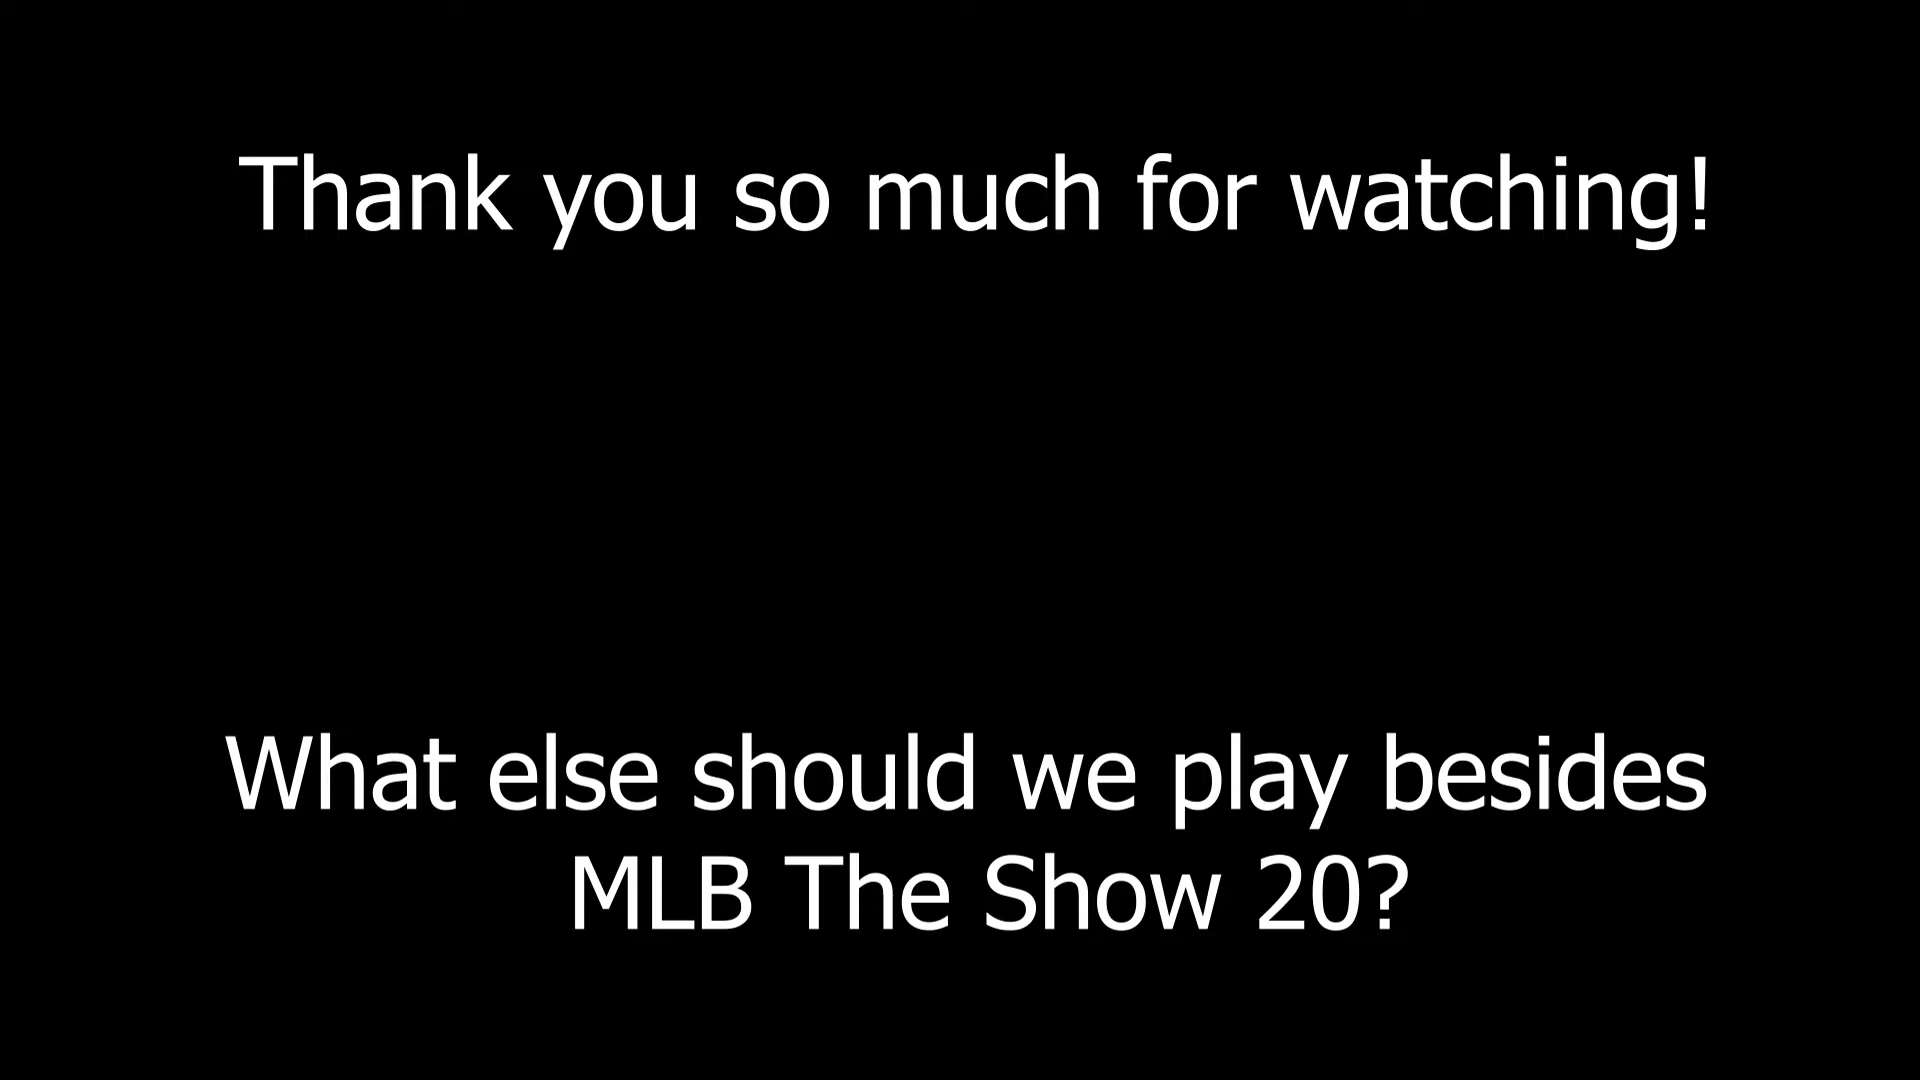 Thank you so much for watching!
What else should we play besides
MLB The Show 20?